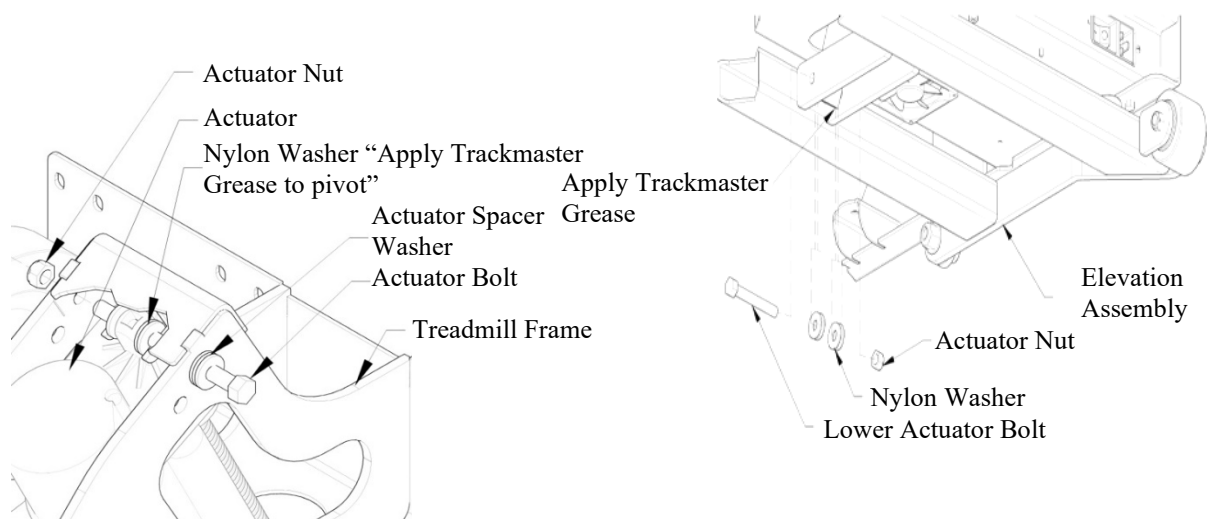 Actuator Nut
Actuator
Nylon Washer “Apply Trackmaster
Grease to pivot”
Actuator Spacer
Washer
Actuator Bolt
Treadmill Frame
Apply Trackmaster
Grease
Elevation
Assembly
Actuator Nut
Nylon Washer
Lower Actuator Bolt